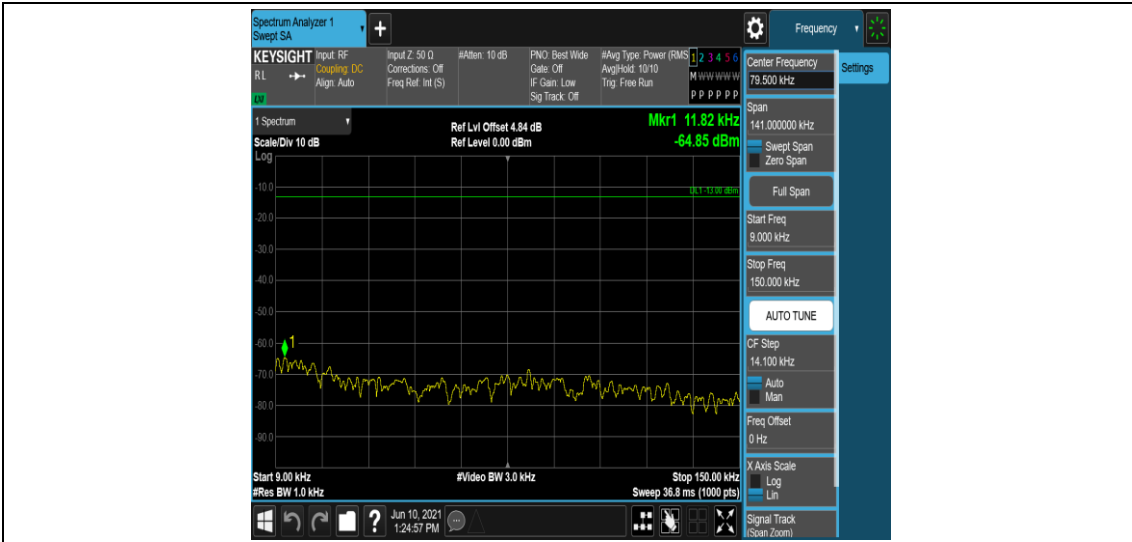 Spectrum Analyzer 1
Swept SA
+
Frequency
KEYSIGHT
R L
Input: RF
Coupling: DC
Align: Auto
Input Z: 50 Ω
Corrections: Off
Freq Ref: Int (S)
#Atten: 10 dB
PNO: Best Wide
Gate: Off
IF Gain: Low
Sig Track: Off
#Avg Type: Power (RMS
Avg|Hold: 10/10
Trig: Free Run
1 2 3 4 5 6
M W W W W W
P P P P P P
Center Frequency
79.500 kHz
Settings
Span
141.000000 kHz
Swept Span
Zero Span
Full Span
Start Freq
9.000 kHz
Stop Freq
150.000 kHz
AUTO TUNE
CF Step
14.100 kHz
Auto
Man
Freq Offset
0 Hz
X Axis Scale
Log
Lin
Signal Track
(Span Zoom)
1 Spectrum
Scale/Div 10 dB
Log
Ref Lvl Offset 4.84 dB
Ref Level 0.00 dBm
Mkr1 11.82 kHz
-64.85 dBm
DL1 -13.00 dBm
-10.0
-20.0
-30.0
-40.0
-50.0
-60.0
1
-70.0
-80.0
-90.0
Start 9.00 kHz
#Res BW 1.0 kHz
#Video BW 3.0 kHz
Stop 150.00 kHz
Sweep 36.8 ms (1000 pts)
?
Jun 10, 2021
1:24:57 PM